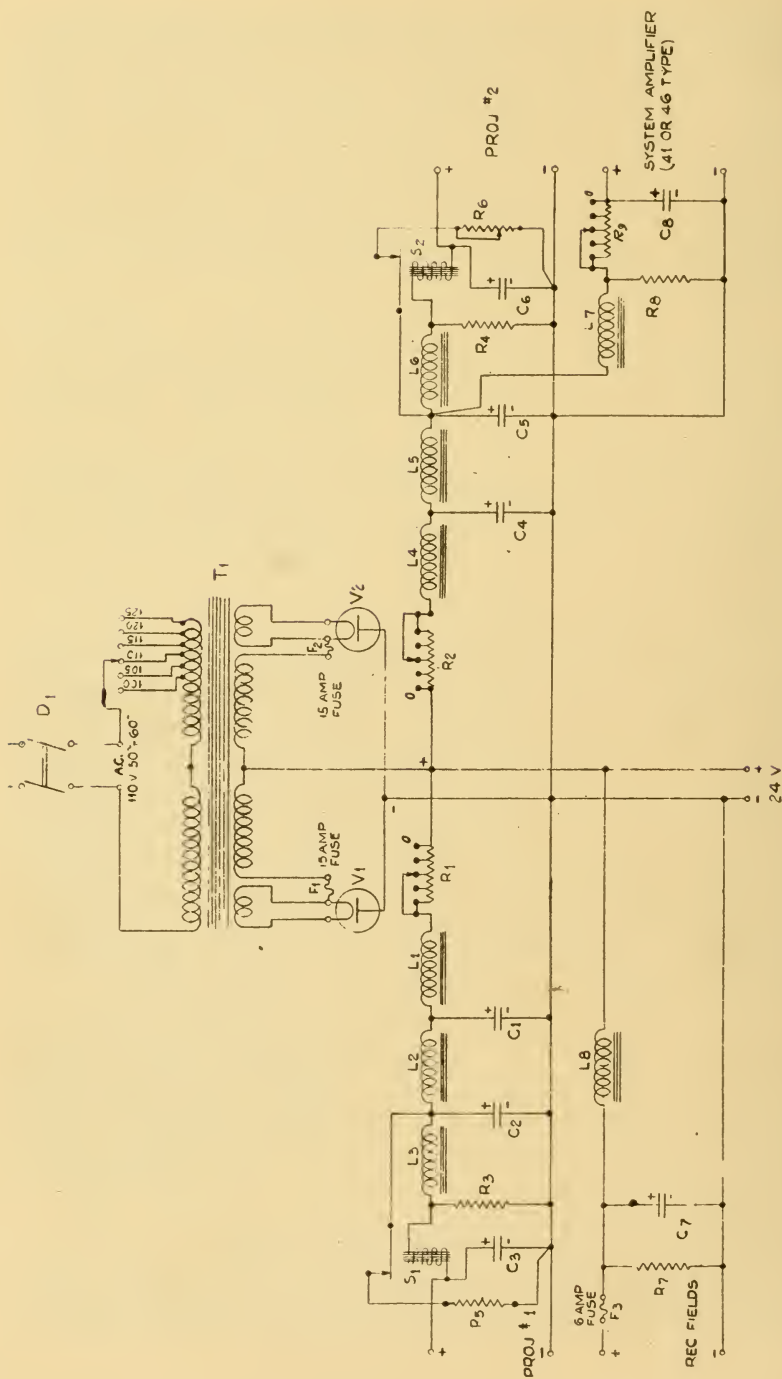 D1
A.C.
110 V 50~60~
100
105
110
115
120
125
T1
F1
15 AMP
FUSE
V1
F2
15 AMP
FUSE
V2
R1
O
+
-
R2
O
L1
L2
L3
L4
L5
L6
S1
S2
P5
+
C3
-
R3
+
C2
-
+
C1
-
+
C4
-
+
C5
-
R4
+
C6
-
R6
+
PROJ #1
-
+
PROJ #2
-
L7
R8
R9
O
+
C8
-
+
SYSTEM AMPLIFIER
(41 OR 46 TYPE)
-
L8
6 AMP
FUSE
F3
+
R7
+
C7
-
REC FIELDS
-
- +
24 V